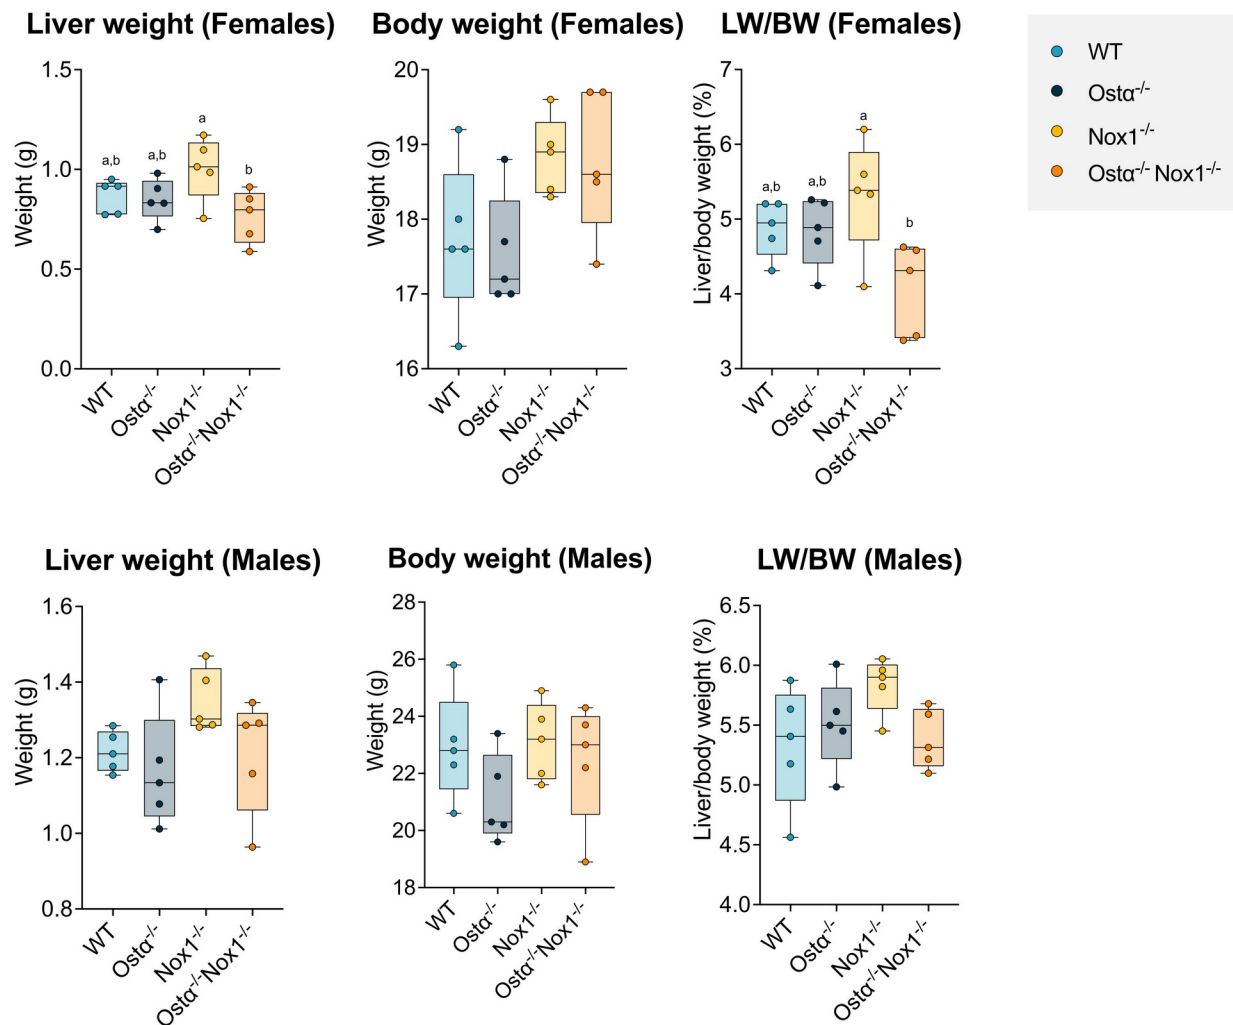 Liver weight (Females)
Body weight (Females)
LW/BW (Females)
WT
Ostα-/-
Nox1-/-
Ostα-/- Nox1-/-
Weight (g)
1.5
1.0
0.5
0.0
a,b
a,b
a
b
WT
Ostα-/-
Nox1-/-
Ostα-/-Nox1-/-
Weight (g)
20
19
18
17
16
WT
Ostα-/-
Nox1-/-
Ostα-/-Nox1-/-
Liver/body weight (%)
7
6
5
4
3
a,b
a,b
a
b
WT
Ostα-/-
Nox1-/-
Ostα-/-Nox1-/-
Liver weight (Males)
Body weight (Males)
LW/BW (Males)
Weight (g)
1.6
1.4
1.2
1.0
0.8
WT
Ostα-/-
Nox1-/-
Ostα-/-Nox1-/-
Weight (g)
28
26
24
22
20
18
WT
Ostα-/-
Nox1-/-
Ostα-/-Nox1-/-
Liver/body weight (%)
6.5
6.0
5.5
5.0
4.5
4.0
WT
Ostα-/-
Nox1-/-
Ostα-/-Nox1-/-